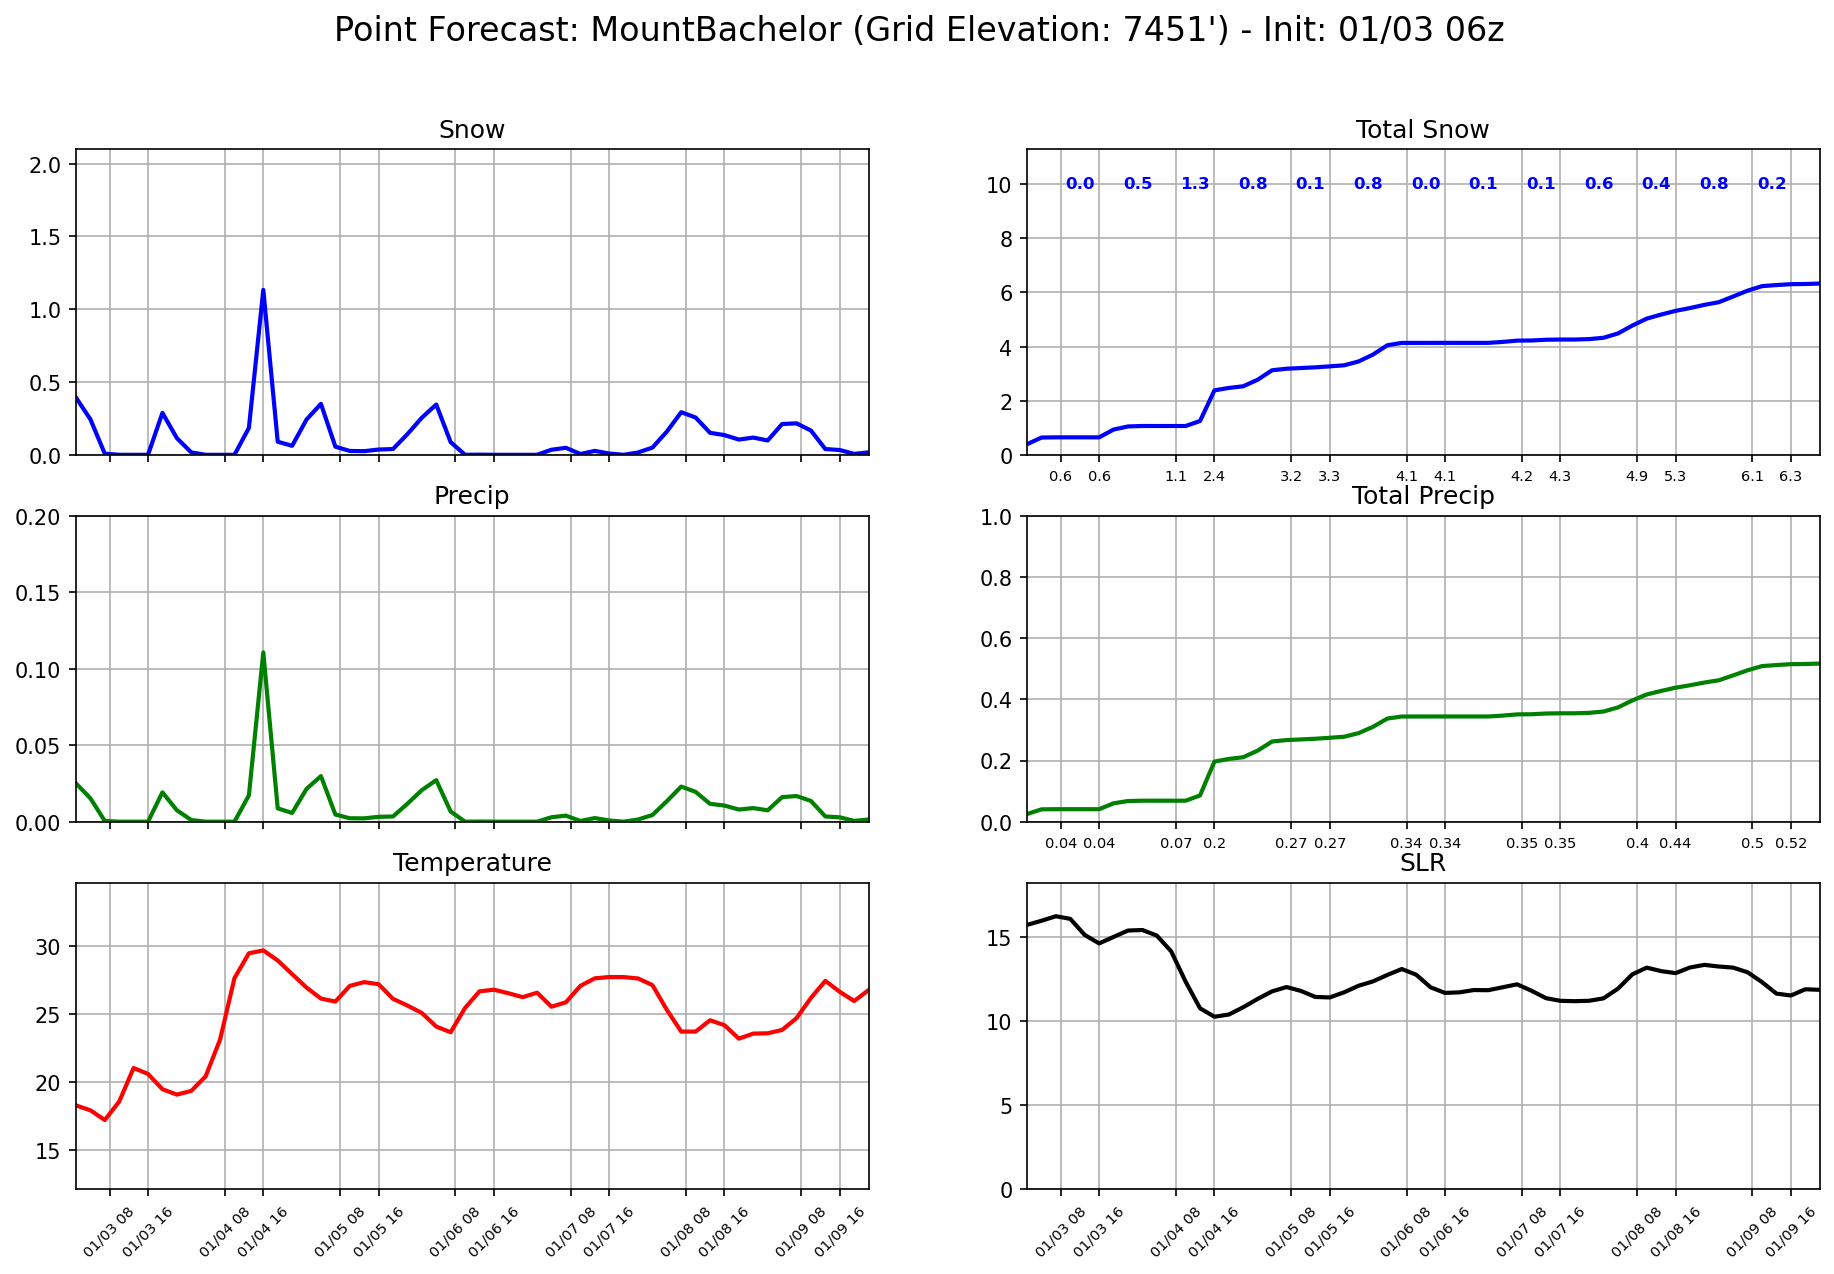 Point Forecast: MountBachelor (Grid Elevation: 7451') - Init: 01/03 06z
Snow
2.0
1.5
1.0
0.5
0.0
Total Snow
10
8
6
4
2
0
0.0 0.5 1.3 0.8 0.1 0.8 0.0 0.1 0.1 0.6 0.4 0.8 0.2
0.6 0.6 1.1 2.4 3.2 3.3 4.1 4.1 4.2 4.3 4.9 5.3 6.1 6.3
Precip
0.20
0.15
0.10
0.05
0.00
Total Precip
1.0
0.8
0.6
0.4
0.2
0.0
0.04 0.04 0.07 0.2 0.27 0.27 0.34 0.34 0.35 0.35 0.4 0.44 0.5 0.52
Temperature
30
25
20
15
01/03 08 01/03 16 01/04 08 01/04 16 01/05 08 01/05 16 01/06 08 01/06 16 01/07 08 01/07 16 01/08 08 01/08 16 01/09 08 01/09 16
SLR
15
10
5
0
01/03 08 01/03 16 01/04 08 01/04 16 01/05 08 01/05 16 01/06 08 01/06 16 01/07 08 01/07 16 01/08 08 01/08 16 01/09 08 01/09 16